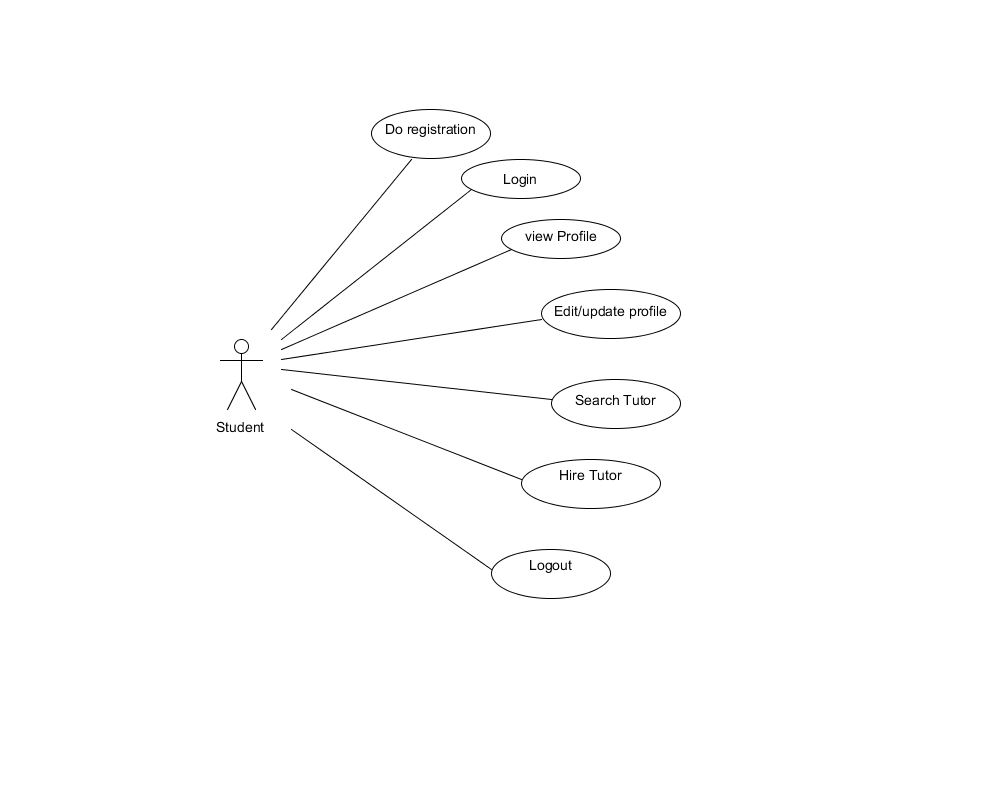 Do registration
Login
view Profile
Edit/update profile
Search Tutor
Student
Hire Tutor
Logout